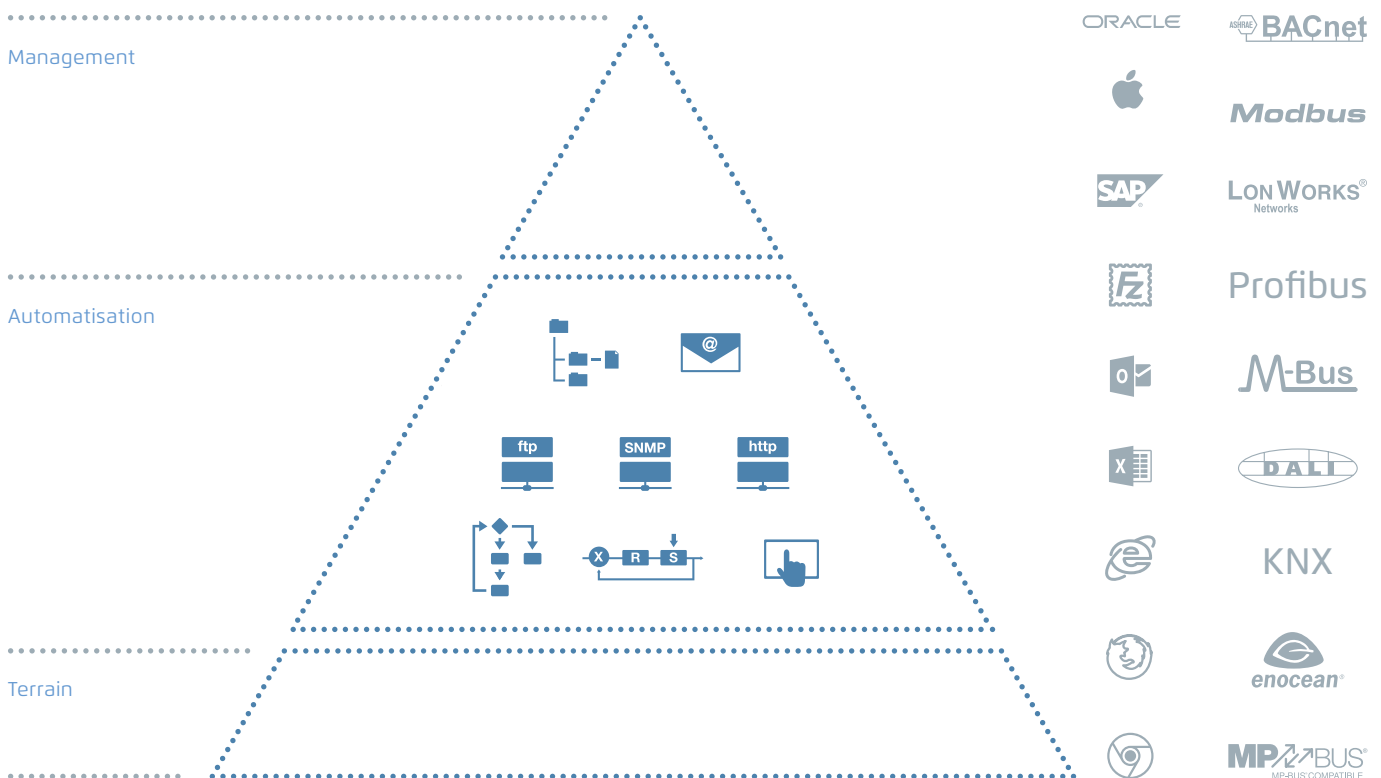 Management
Automatisation
Terrain
@
ftp
SNMP
http
X
R
S
ORACLE
SAP®
Fz
O
X
e
ASHRAE BACnet
Modbus
LONWORKS®
Networks
Profibus
M-Bus
DALI
KNX
enocean®
MP BUS®
MP-BUS®COMPATIBLE